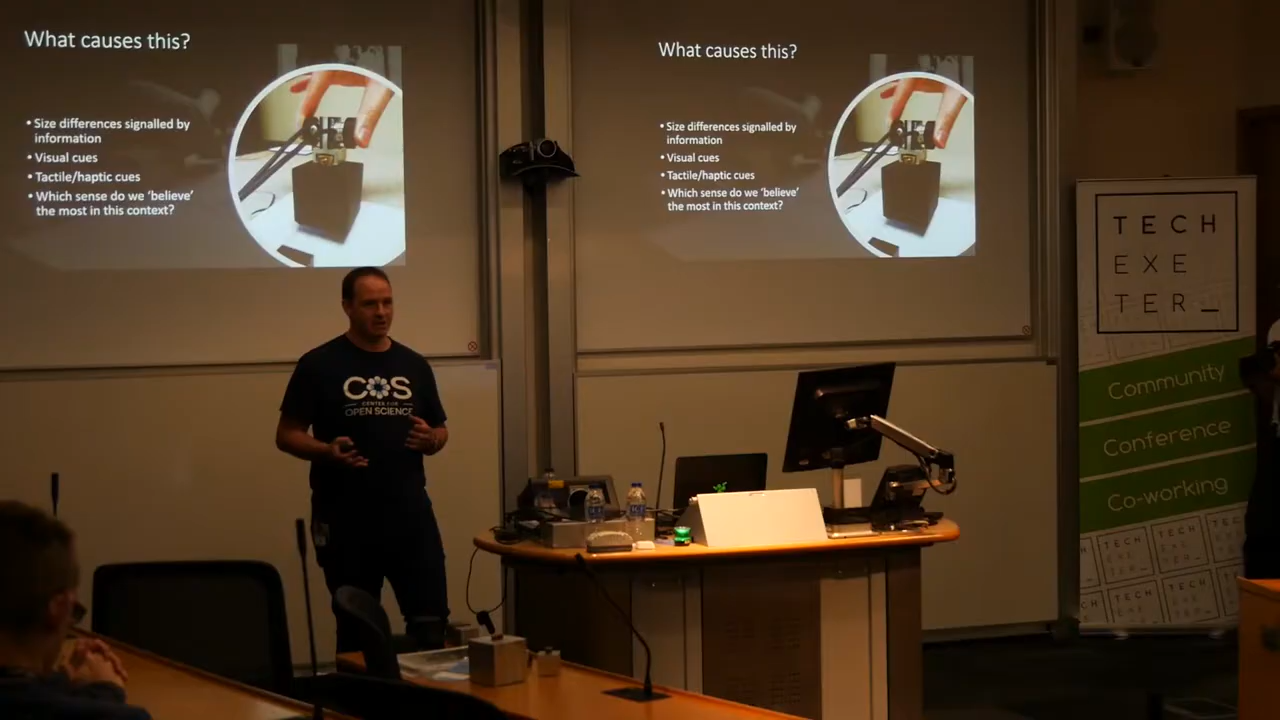 What causes this?
• Size differences signalled by
information
• Visual cues
• Tactile/haptic cues
• Which sense do we ‘believe’
the most in this context?
What causes this?
• Size differences signalled by
information
• Visual cues
• Tactile/haptic cues
• Which sense do we ‘believe’
the most in this context?
COS
CENTER FOR
OPEN SCIENCE
TECH
EXE
TER_
Community
Conference
Co-working
TECH
EXE
TER_